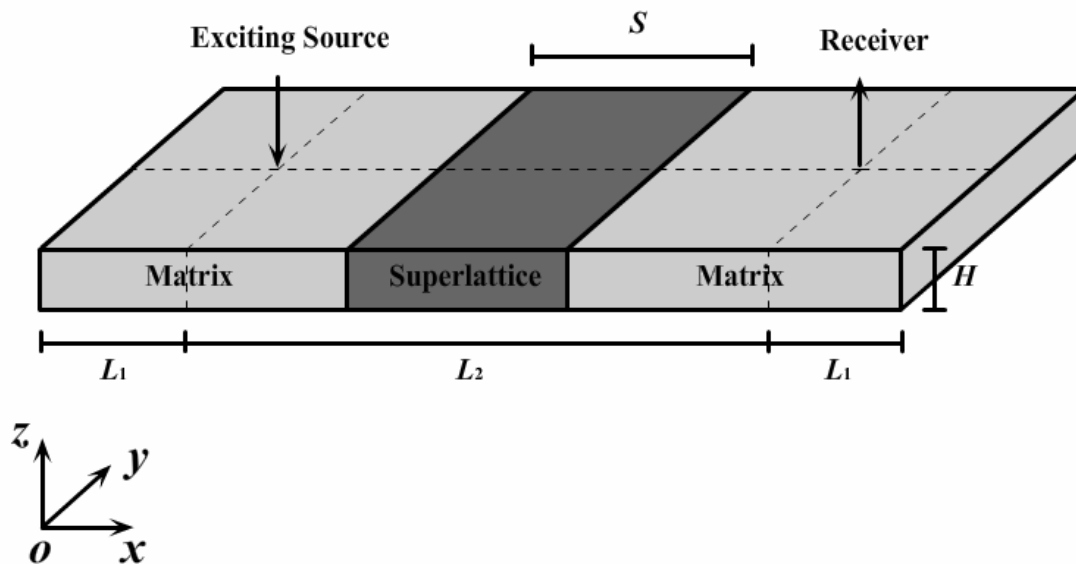 S
Exciting Source
Receiver
Matrix
Superlattice
Matrix
H
L1
L2
L1
z
y
o
x